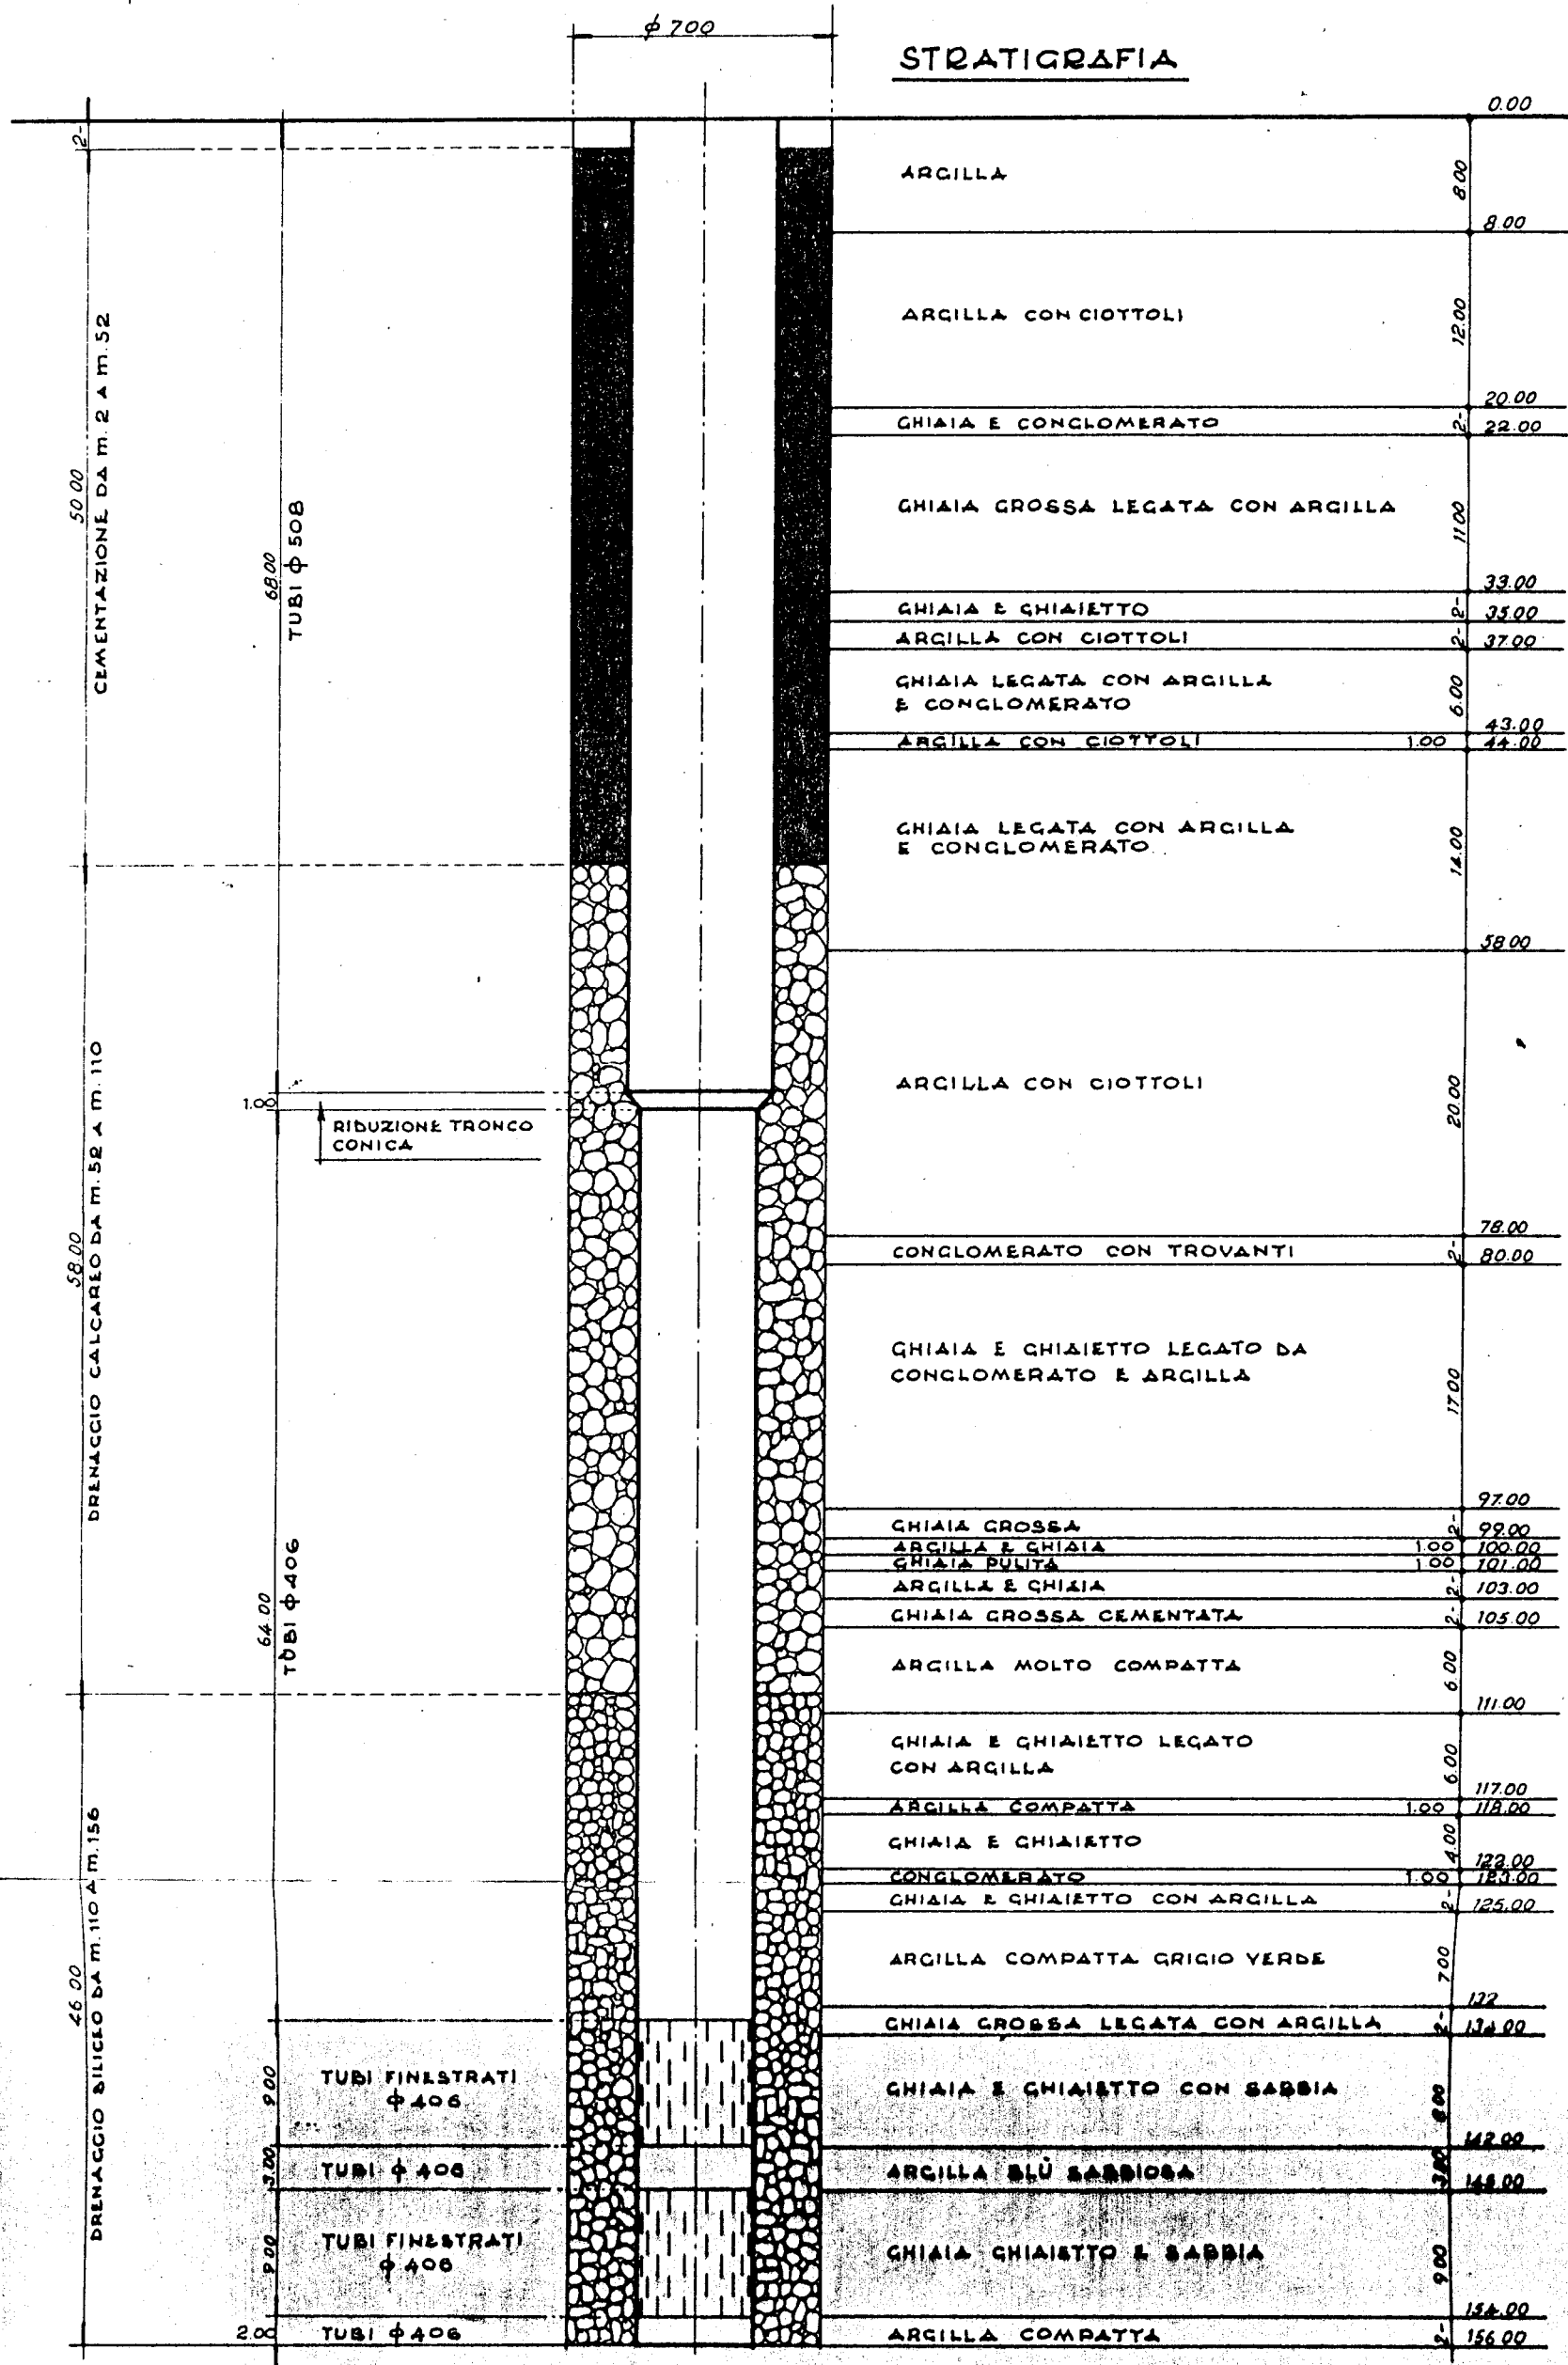 φ 700
STRATIGRAFIA
0.00
2-
ARGILLA
8.00
8.00
ARGILLA CON CIOTTOLI
12.00
20.00
GHIAIA E CONGLOMERATO
2-
22.00
GHIAIA GROSSA LEGATA CON ARGILLA
11.00
33.00
GHIAIA E GHIAIETTO
2-
35.00
ARGILLA CON CIOTTOLI
2-
37.00
GHIAIA LEGATA CON ARGILLA
E CONGLOMERATO
6.00
43.00
ARGILLA CON CIOTTOLI
1.00
44.00
GHIAIA LEGATA CON ARGILLA
E CONGLOMERATO
14.00
58.00
ARGILLA CON CIOTTOLI
20.00
78.00
CONGLOMERATO CON TROVANTI
2-
80.00
GHIAIA E GHIAIETTO LEGATO DA
CONGLOMERATO E ARGILLA
17.00
97.00
GHIAIA GROSSA
2-
99.00
ARGILLA E GHIAIA
1.00
100.00
GHIAIA PULITA
1.00
101.00
ARGILLA E GHIAIA
2-
103.00
GHIAIA GROSSA CEMENTATA
2-
105.00
ARGILLA MOLTO COMPATTA
6.00
111.00
GHIAIA E GHIAIETTO LEGATO
CON ARGILLA
6.00
117.00
ARGILLA COMPATTA
1.00
118.00
GHIAIA E GHIAIETTO
4.00
122.00
CONGLOMERATO
1.00
123.00
GHIAIA E GHIAIETTO CON ARGILLA
2-
125.00
ARGILLA COMPATTA GRIGIO VERDE
7.00
132
GHIAIA GROSSA LEGATA CON ARGILLA
2-
134.00
GHIAIA E GHIAIETTO CON SABBIA
8.00
142.00
ARGILLA BLÙ SABBIOSA
3.00
145.00
GHIAIA GHIAIETTO E SABBIA
9.00
154.00
ARGILLA COMPATTA
2-
156.00
50.00
CEMENTAZIONE DA m. 2 A m. 52
68.00
TUBI φ 508
1.00
RIDUZIONE TRONCO
CONICA
58.00
DRENAGGIO CALCAREO DA m. 52 A m. 110
64.00
TUBI φ 406
46.00
DRENAGGIO SILICEO DA m. 110 A m. 156
9.00
TUBI FINESTRATI
φ 406
3.00
TUBI φ 406
9.00
TUBI FINESTRATI
φ 406
2.00
TUBI φ 406